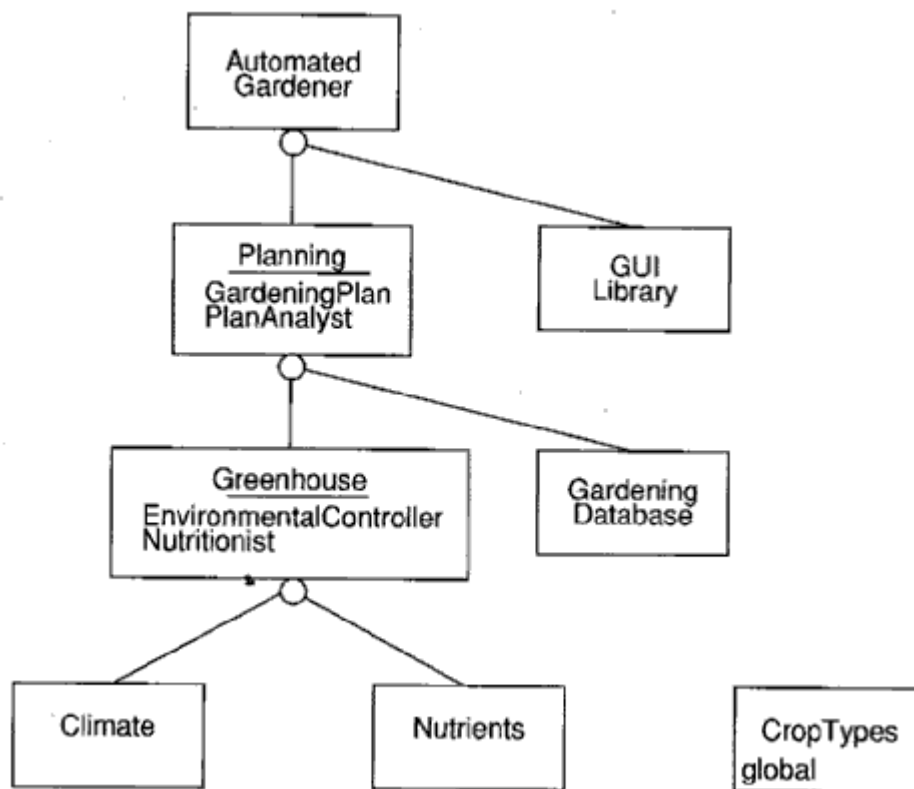 Automated
Gardener
Planning
GardeningPlan
PlanAnalyst
GUI
Library
Greenhouse
EnvironmentalController
Nutritionist
Gardening
Database
Climate
Nutrients
CropTypes
global